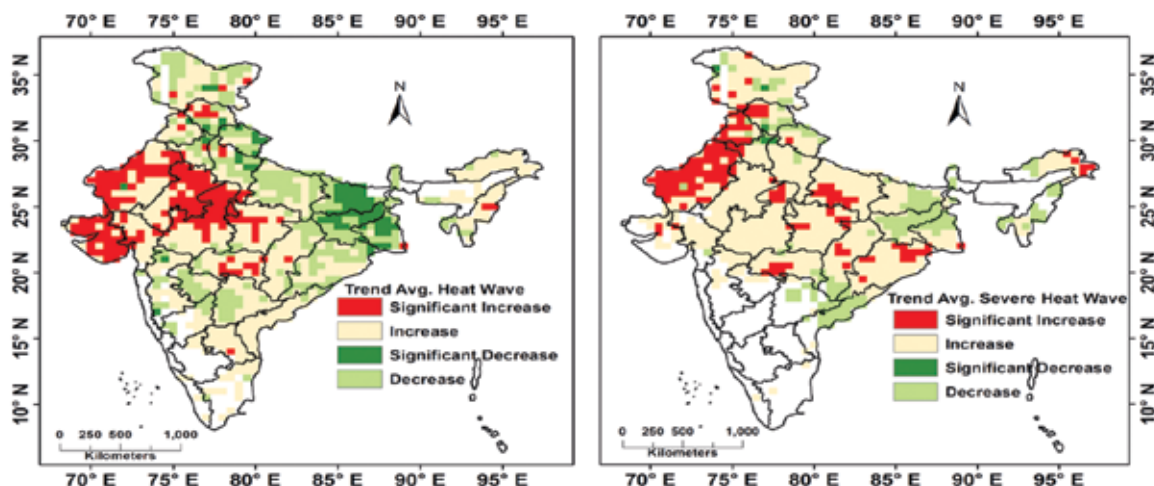 70° E 75° E 80° E 85° E 90° E 95° E
70° E 75° E 80° E 85° E 90° E 95° E
35° N
30° N
25° N
20° N
15° N
10° N
N
Trend Avg. Heat Wave
Significant Increase
Increase
Significant Decrease
Decrease
0 250 500 1,000
Kilometers
N
Trend Avg. Severe Heat Wave
Significant Increase
Increase
Significant Decrease
Decrease
0 250 500 1,000
Kilometers
35° N
30° N
25° N
20° N
15° N
10° N
70° E 75° E 80° E 85° E 90° E 95° E
70° E 75° E 80° E 85° E 90° E 95° E